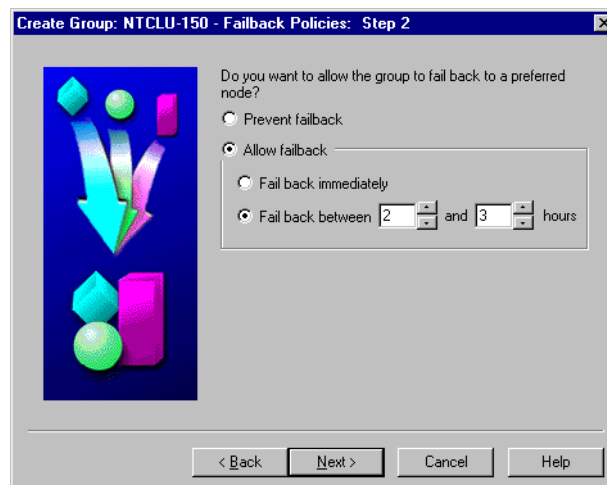 Create Group: NTCLU-150 - Failback Policies: Step 2
Do you want to allow the group to fail back to a preferred
node?
Prevent failback
Allow failback
Fail back immediately
Fail back between 2 and 3 hours
< Back Next > Cancel Help